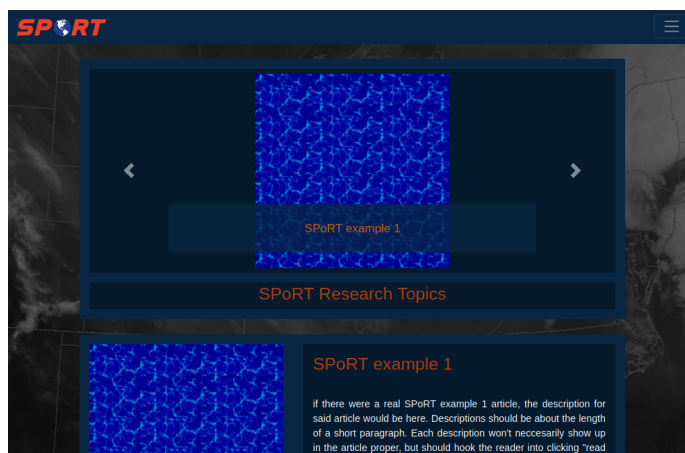 SPoRT
SPoRT example 1
SPoRT Research Topics
SPoRT example 1
if there were a real SPoRT example 1 article, the description for
said article would be here. Descriptions should be about the length
of a short paragraph. Each description won't neccesarily show up
in the article proper, but should hook the reader into clicking "read